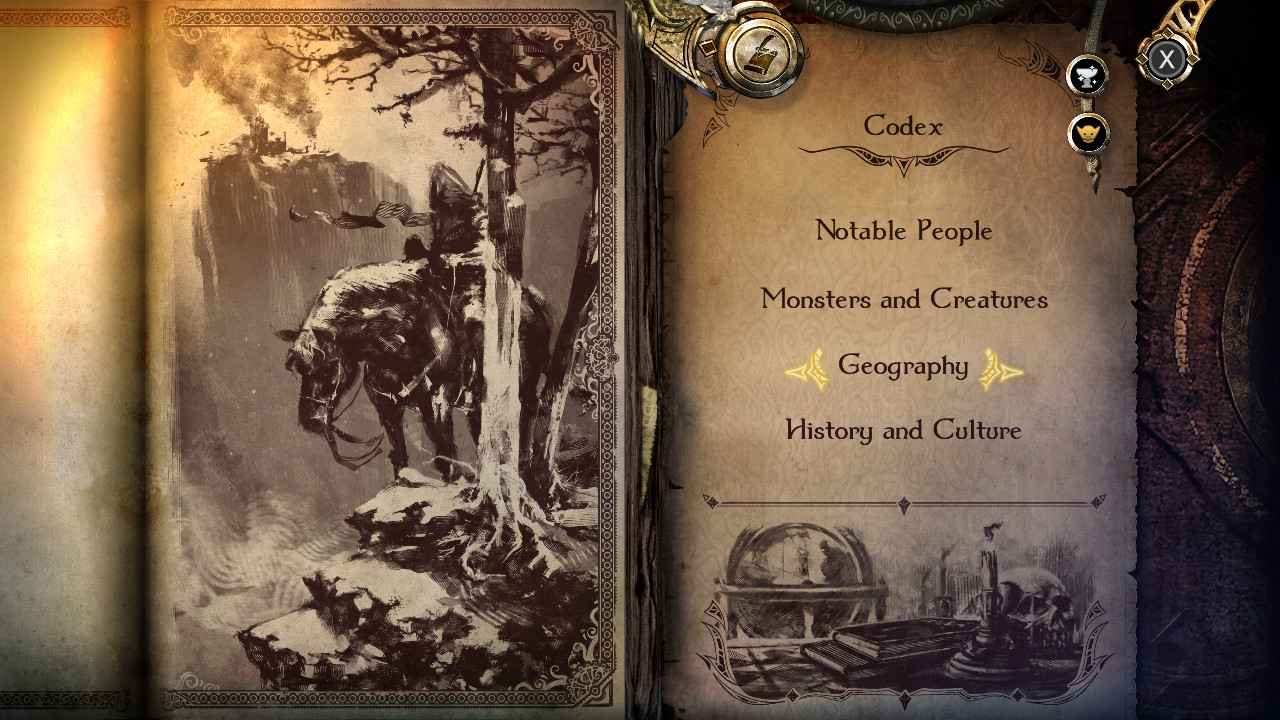 X
Codex
Notable People
Monsters and Creatures
Geography
History and Culture